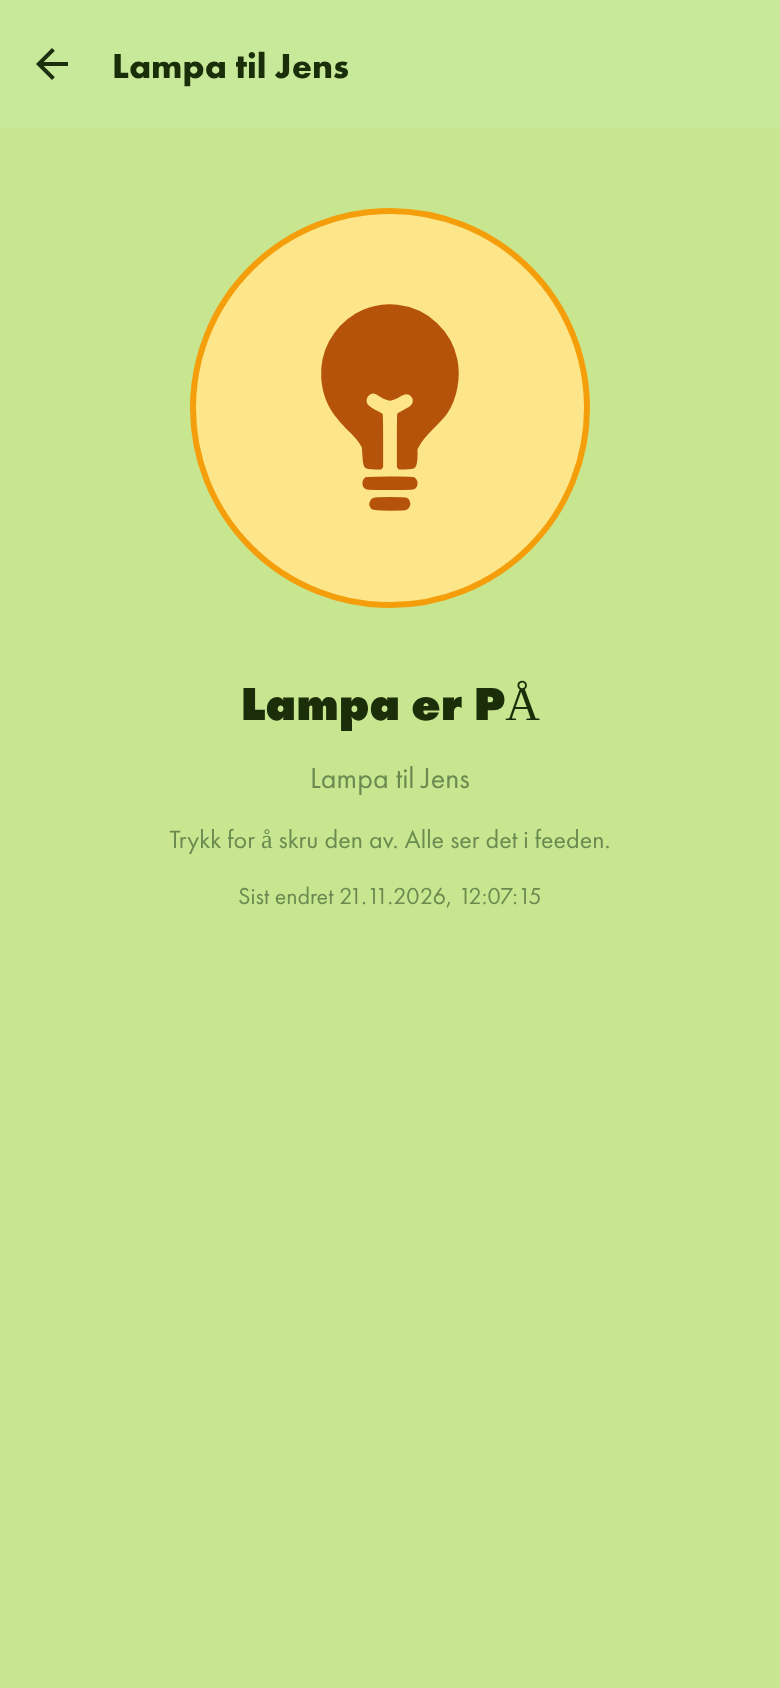 Lampa til Jens
Lampa er PÅ
Lampa til Jens
Trykk for å skru den av. Alle ser det i feeden.
Sist endret 21.11.2026, 12:07:15